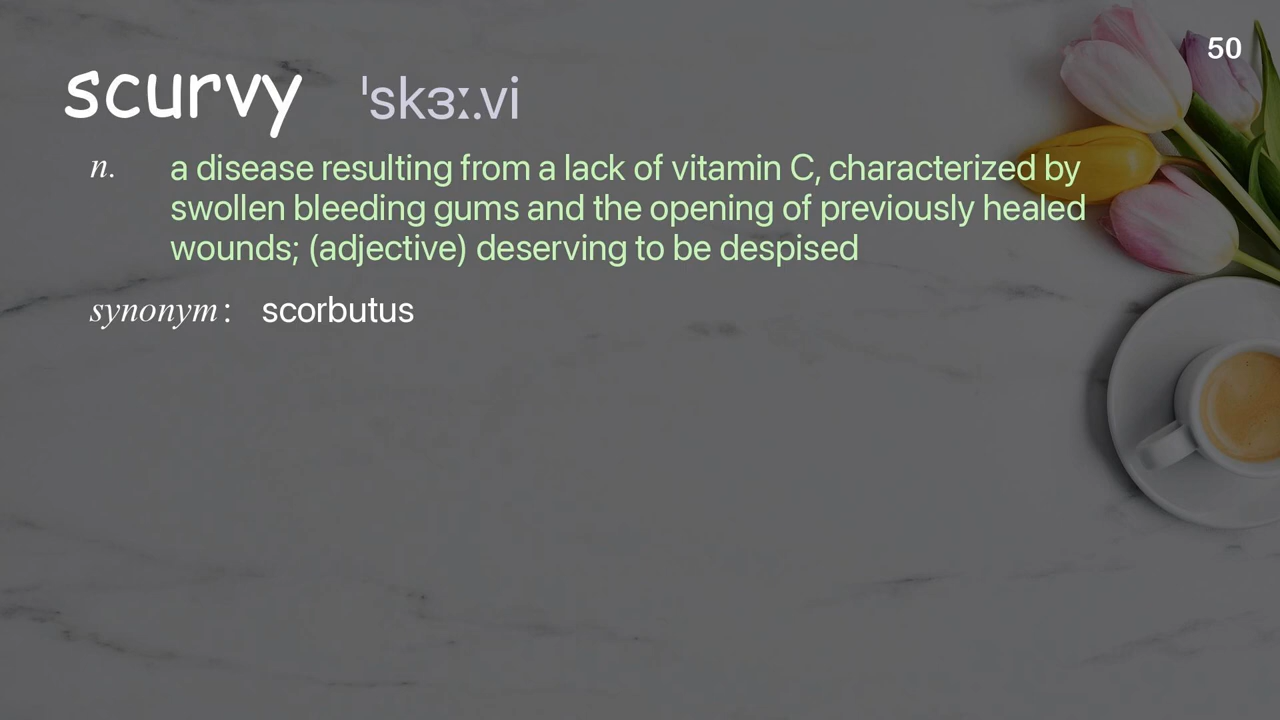 50
scurvy ˈskɜː.vi
n. a disease resulting from a lack of vitamin C, characterized by
swollen bleeding gums and the opening of previously healed
wounds; (adjective) deserving to be despised
synonym: scorbutus